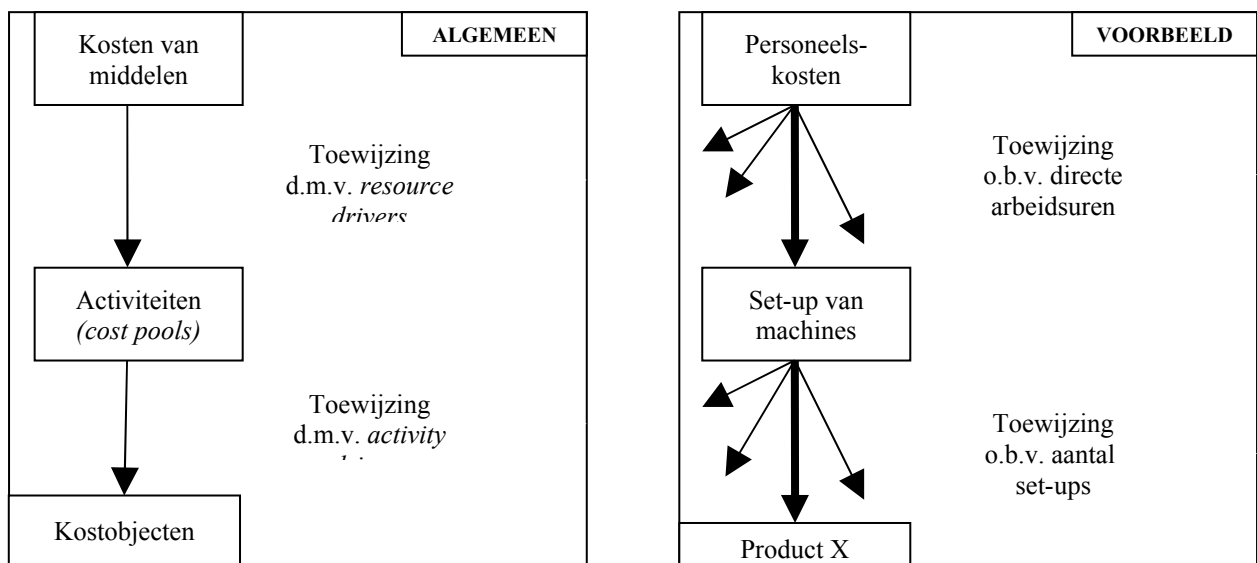 ALGEMEEN
Kosten van
middelen
Toewijzing
d.m.v. resource
drivers
Activiteiten
(cost pools)
Toewijzing
d.m.v. activity
Kostobjecten
VOORBEELD
Personeels-
kosten
Toewijzing
o.b.v. directe
arbeidsuren
Set-up van
machines
Toewijzing
o.b.v. aantal
set-ups
Product X